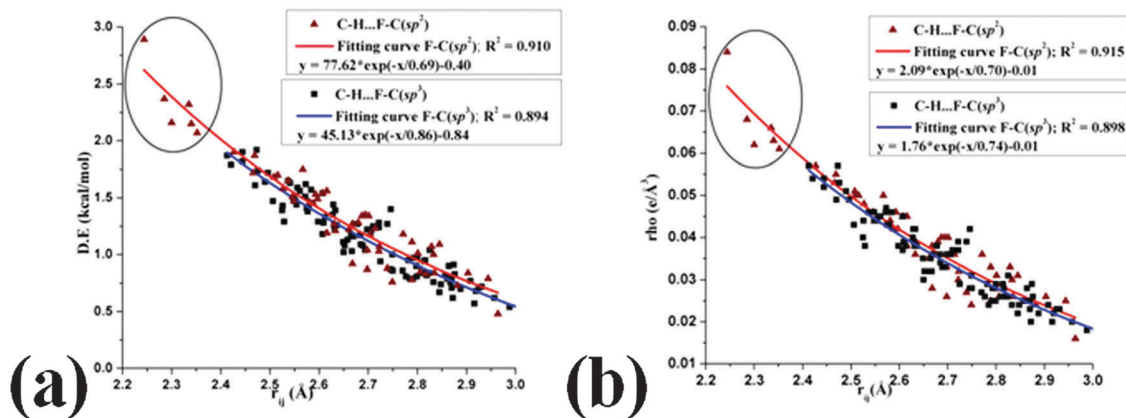 3.0
2.5
2.0
1.5
1.0
0.5
0.0
D.E (kcal/mol)
C-H...F-C(sp²)
Fitting curve F-C(sp²); R² = 0.910
y = 77.62*exp(-x/0.69)-0.40
C-H...F-C(sp³)
Fitting curve F-C(sp³); R² = 0.894
y = 45.13*exp(-x/0.86)-0.84
2.2 2.3 2.4 2.5 2.6 2.7 2.8 2.9 3.0
r_ij (Å)
(a)
0.09
0.08
0.07
0.06
0.05
0.04
0.03
0.02
0.01
rho (e/Å³)
C-H...F-C(sp²)
Fitting curve F-C(sp²); R² = 0.915
y = 2.09*exp(-x/0.70)-0.01
C-H...F-C(sp³)
Fitting curve F-C(sp³); R² = 0.898
y = 1.76*exp(-x/0.74)-0.01
2.2 2.3 2.4 2.5 2.6 2.7 2.8 2.9 3.0
r_ij (Å)
(b)